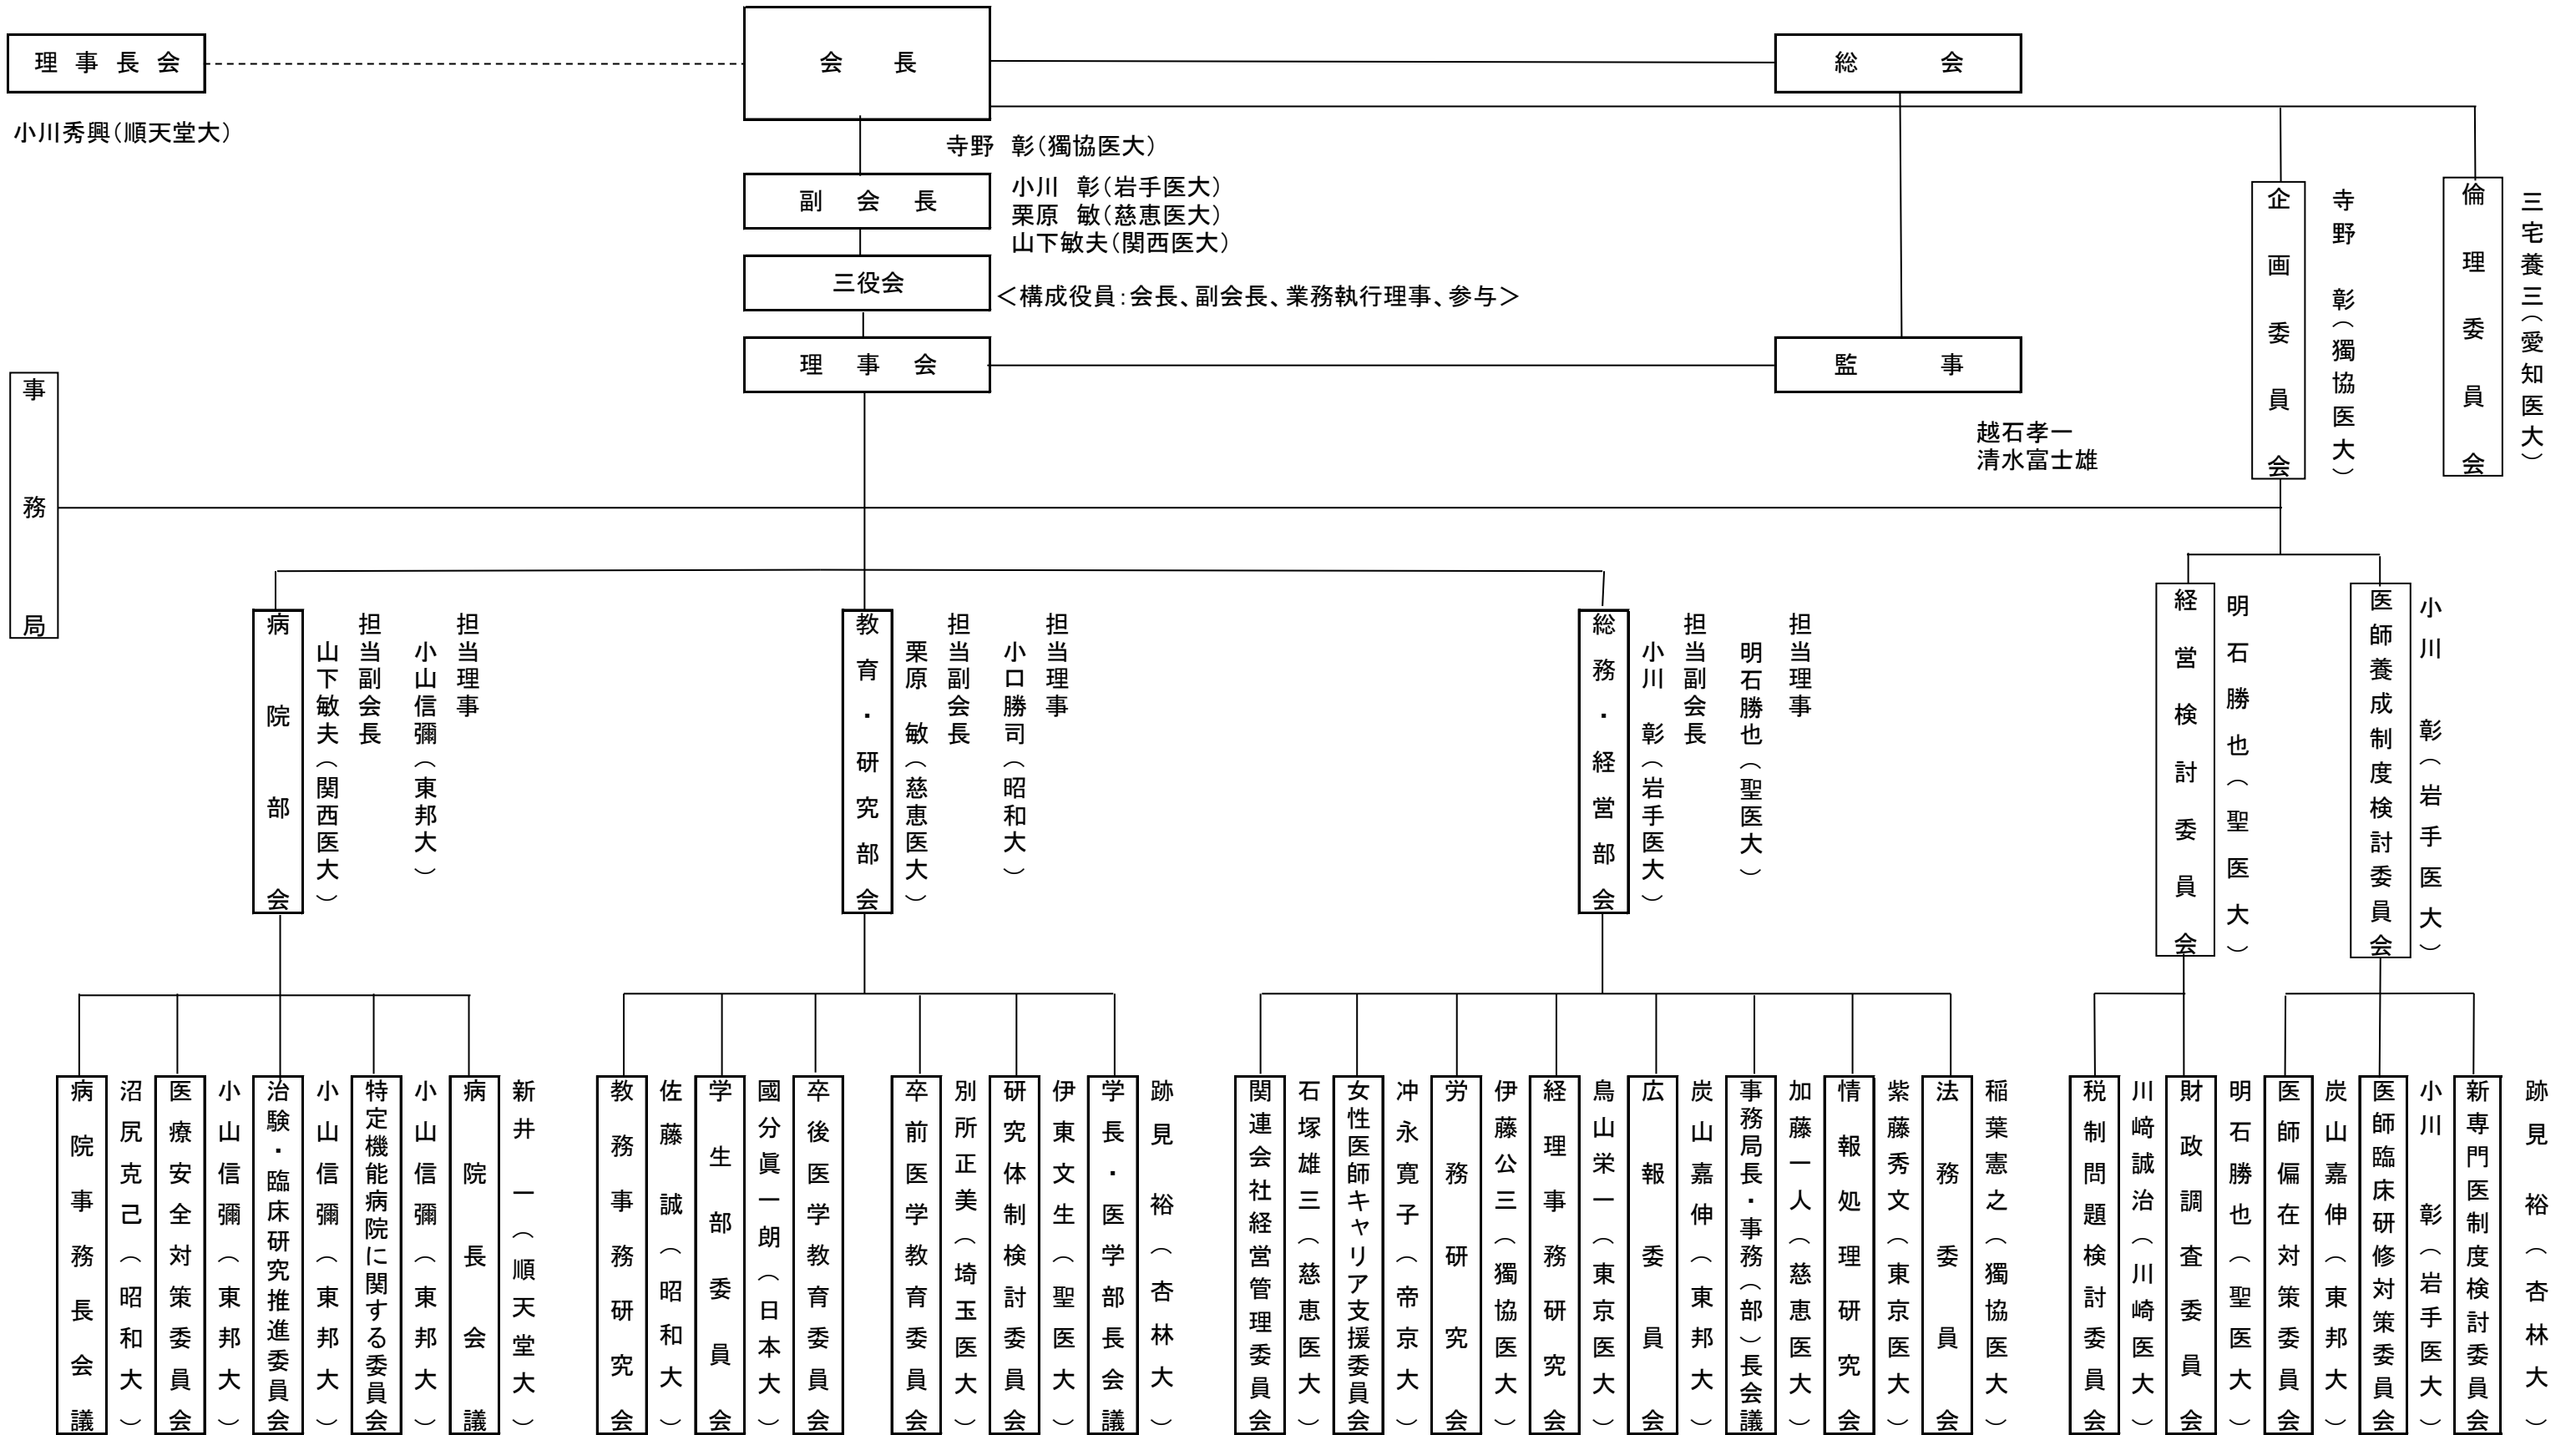 理事長会
会長
総会
小川秀興(順天堂大)
寺野　彰(獨協医大)
副会長
小川　彰(岩手医大)
栗原　敏(慈恵医大)
山下敏夫(関西医大)
三役会
＜構成役員:会長、副会長、業務執行理事、参与＞
理事会
監事
越石孝一
清水富士雄
企画委員会
寺野　彰(獨協医大)
倫理委員会
三宅養三(愛知医大)
事務局
病院部会
担当副会長
山下敏夫(関西医大)
担当理事
小山信彌(東邦大)
教育・研究部会
担当副会長
栗原　敏(慈恵医大)
担当理事
小口勝司(昭和大)
総務・経営部会
担当副会長
小川　彰(岩手医大)
担当理事
明石勝也(聖医大)
経営検討委員会
明石勝也(聖医大)
医師養成制度検討委員会
小川　彰(岩手医大)
病院事務長会議
沼尻克己(昭和大)
医療安全対策委員会
小山信彌(東邦大)
治験・臨床研究推進委員会
小山信彌(東邦大)
特定機能病院に関する委員会
小山信彌(東邦大)
病院長会議
新井　一(順天堂大)
教務事務研究会
佐藤　誠(昭和大)
学生部委員会
國分眞一朗(日本大)
卒後医学教育委員会
卒前医学教育委員会
別所正美(埼玉医大)
研究体制検討委員会
伊東文生(聖医大)
学長・医学部長会議
跡見　裕(杏林大)
関連会社経営管理委員会
石塚雄三(慈恵医大)
女性医師キャリア支援委員会
冲永寛子(帝京大)
労務研究会
伊藤公三(獨協医大)
経理事務研究会
鳥山栄一(東京医大)
広報委員会
炭山嘉伸(東邦大)
事務局長・事務(部)長会議
加藤一人(慈恵医大)
情報処理研究会
紫藤秀文(東京医大)
法務委員会
稲葉憲之(獨協医大)
税制問題検討委員会
川﨑誠治(川崎医大)
財政調査委員会
明石勝也(聖医大)
医師偏在対策委員会
炭山嘉伸(東邦大)
医師臨床研修対策委員会
小川　彰(岩手医大)
新専門医制度検討委員会
跡見　裕(杏林大)